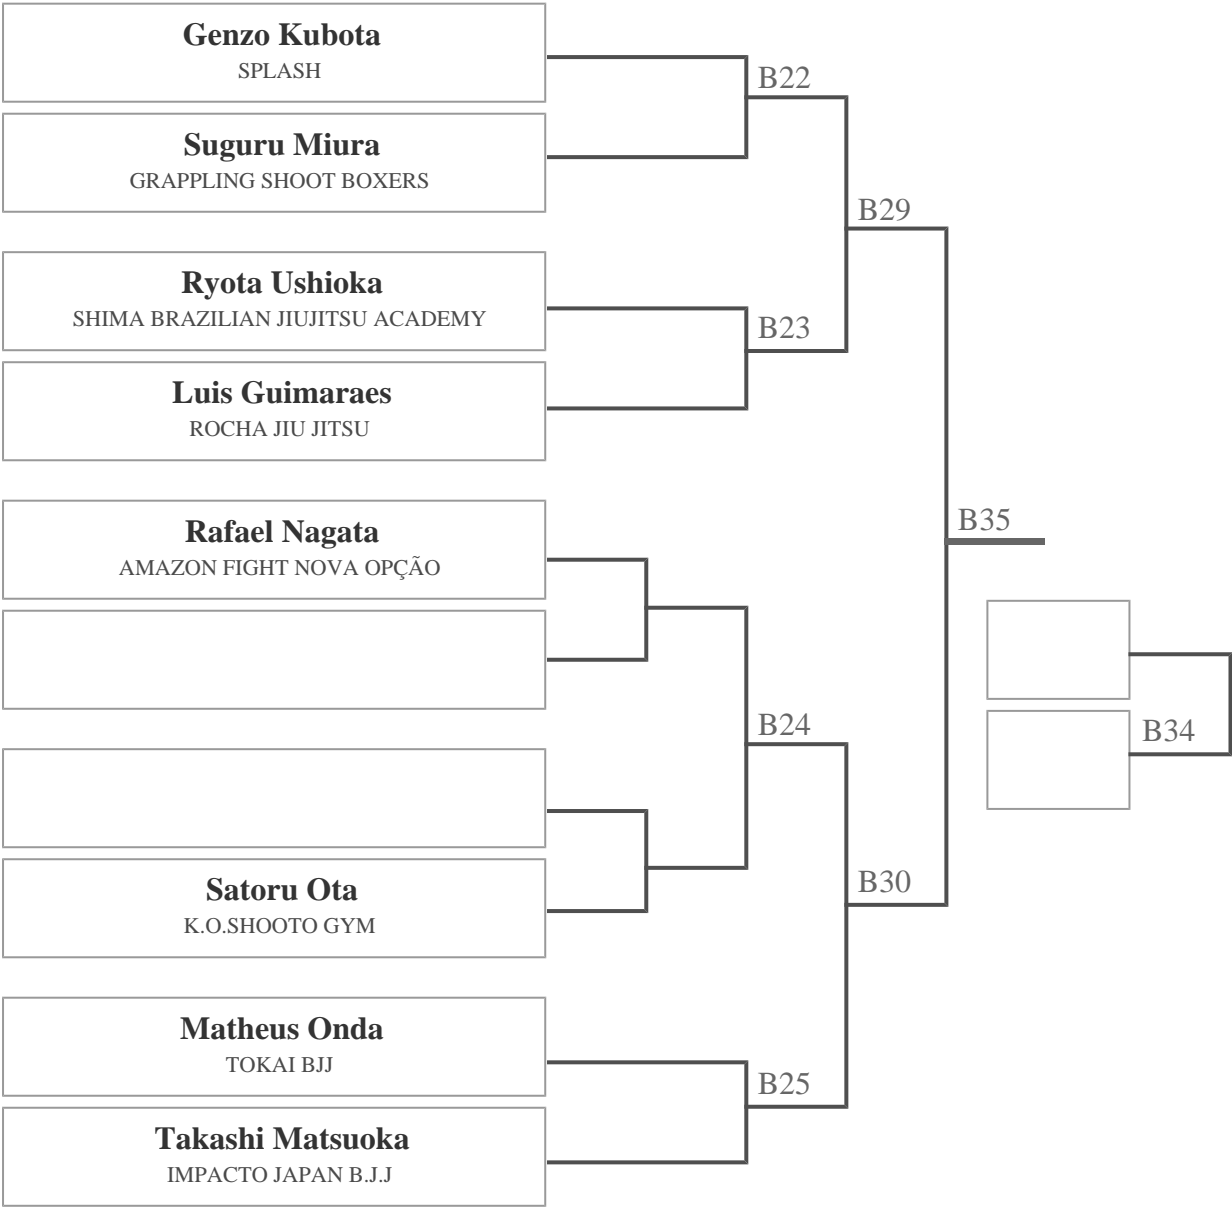 Genzo Kubota
SPLASH
B22
Suguru Miura
GRAPPLING SHOOT BOXERS
B29
Ryota Ushioka
SHIMA BRAZILIAN JIUJITSU ACADEMY
B23
Luis Guimaraes
ROCHA JIU JITSU
Rafael Nagata
AMAZON FIGHT NOVA OPÇÃO
B35
B24
B34
Satoru Ota
K.O.SHOOTO GYM
B30
Matheus Onda
TOKAI BJJ
B25
Takashi Matsuoka
IMPACTO JAPAN B.J.J